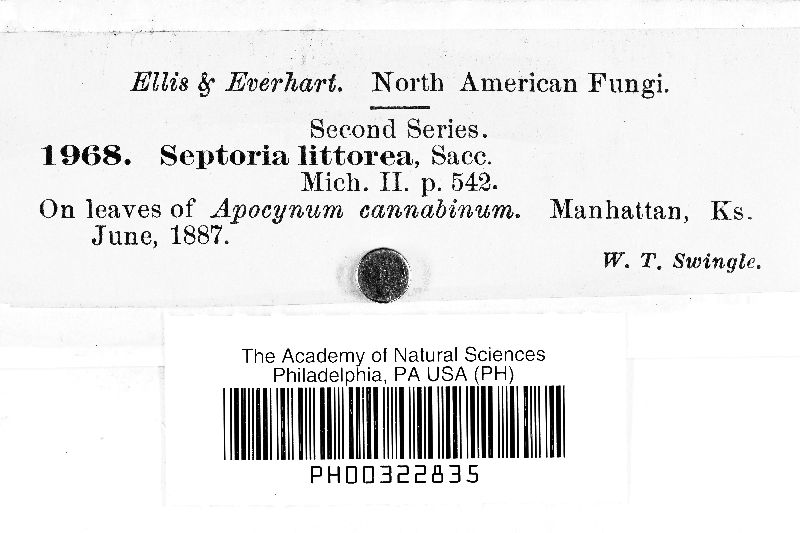 Ellis & Everhart. North American Fungi.
Second Series.
1968. Septoria littorea, Sacc.
Mich. II. p. 542.
On leaves of Apocynum cannabinum. Manhattan, Ks.
June, 1887.
W. T. Swingle.
The Academy of Natural Sciences
Philadelphia, PA USA (PH)
PH00322835